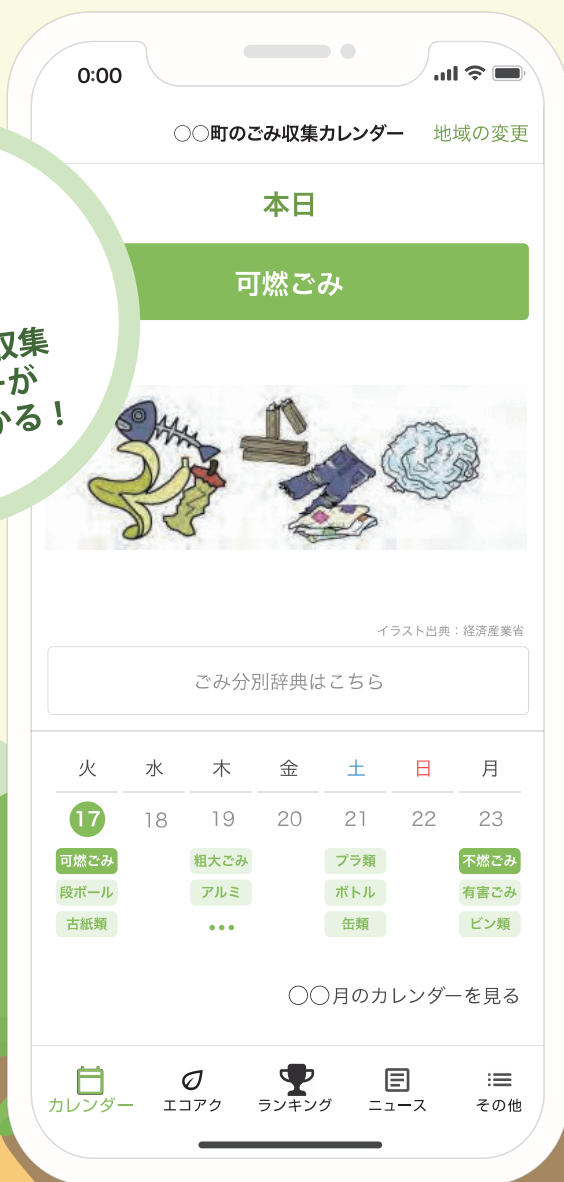 0:00
○○町のごみ収集カレンダー 地域の変更
本日
可燃ごみ
収集
が
かる！
イラスト出典：経済産業省
ごみ分別辞典はこちら
火 水 木 金 土 日 月
17 18 19 20 21 22 23
可燃ごみ 粗大ごみ プラ類 不燃ごみ
段ボール アルミ ボトル 有害ごみ
古紙類 ••• 缶類 ビン類
○○月のカレンダーを見る
カレンダー エコアク ランキング ニュース その他